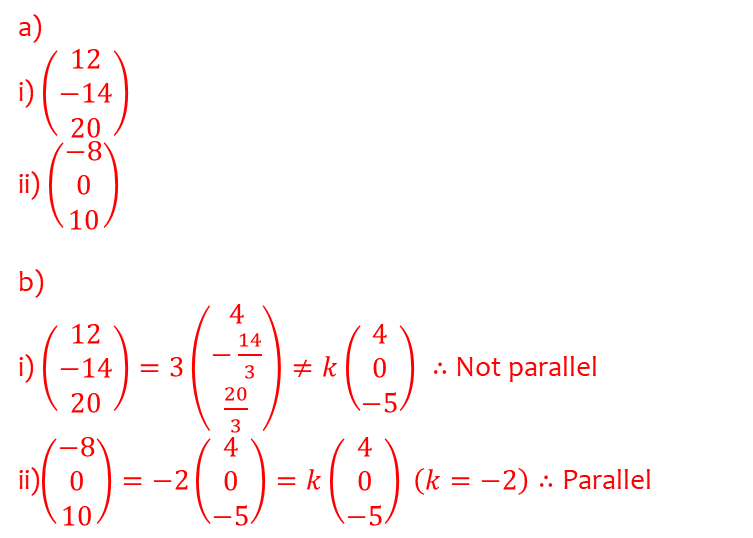 a)
i) (12 −14 20)
ii) (−8 0 10)
b)
i) (12 −14 20) = 3 (4 −14/3 20/3) ≠ k (4 0 −5) ∴ Not parallel
ii) (−8 0 10) = −2 (4 0 −5) = k (4 0 −5) (k = −2) ∴ Parallel